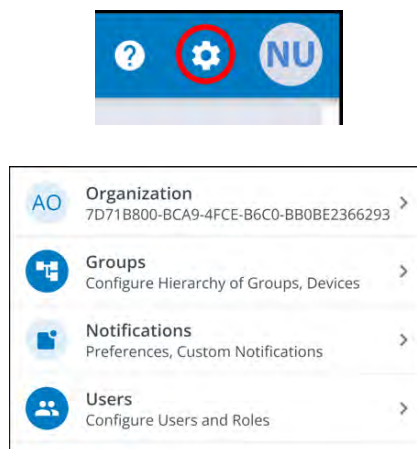 ?
NU
AO
Organization
7D71B800-BCA9-4FCE-B6C0-BB0BE2366293
Groups
Configure Hierarchy of Groups, Devices
Notifications
Preferences, Custom Notifications
Users
Configure Users and Roles